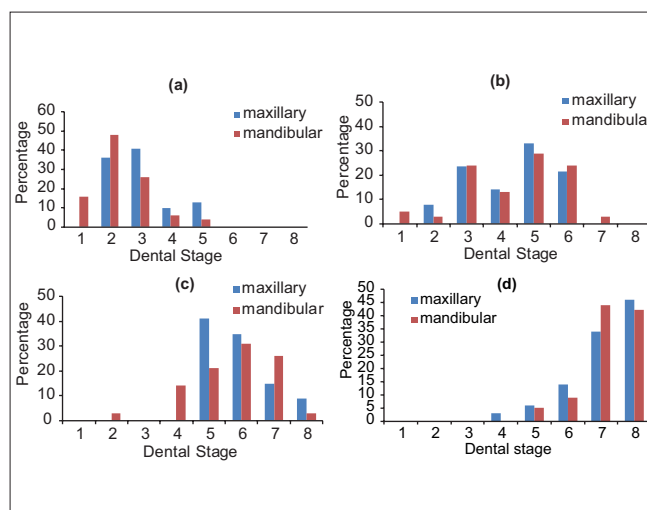 (a)
maxillary
mandibular
Percentage
60
50
40
30
20
10
0
1 2 3 4 5 6 7 8
Dental Stage
(b)
maxillary
mandibular
Percentage
50
40
30
20
10
0
1 2 3 4 5 6 7 8
Dental Stage
(c)
maxillary
mandibular
Percentage
50
40
30
20
10
0
1 2 3 4 5 6 7 8
Dental Stage
(d)
maxillary
mandibular
Percentage
45
40
35
30
25
20
15
10
5
0
1 2 3 4 5 6 7 8
Dental stage